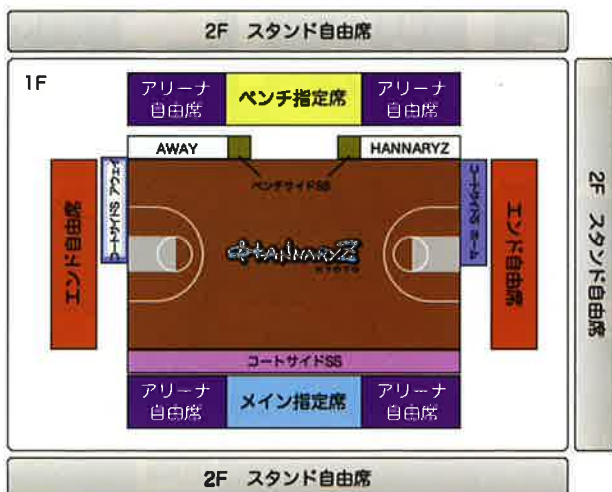 2F スタンド自由席
1F
アリーナ
自由席
ベンチ指定席
アリーナ
自由席
AWAY
HANNARYZ
ベンチサイドSS
コートサイドS アウェイ
コートサイドS ホーム
エンド自由席
エンド自由席
2F スタンド自由席
HANNARYZ
KYOTO
コートサイドSS
アリーナ
自由席
メイン指定席
アリーナ
自由席
2F スタンド自由席